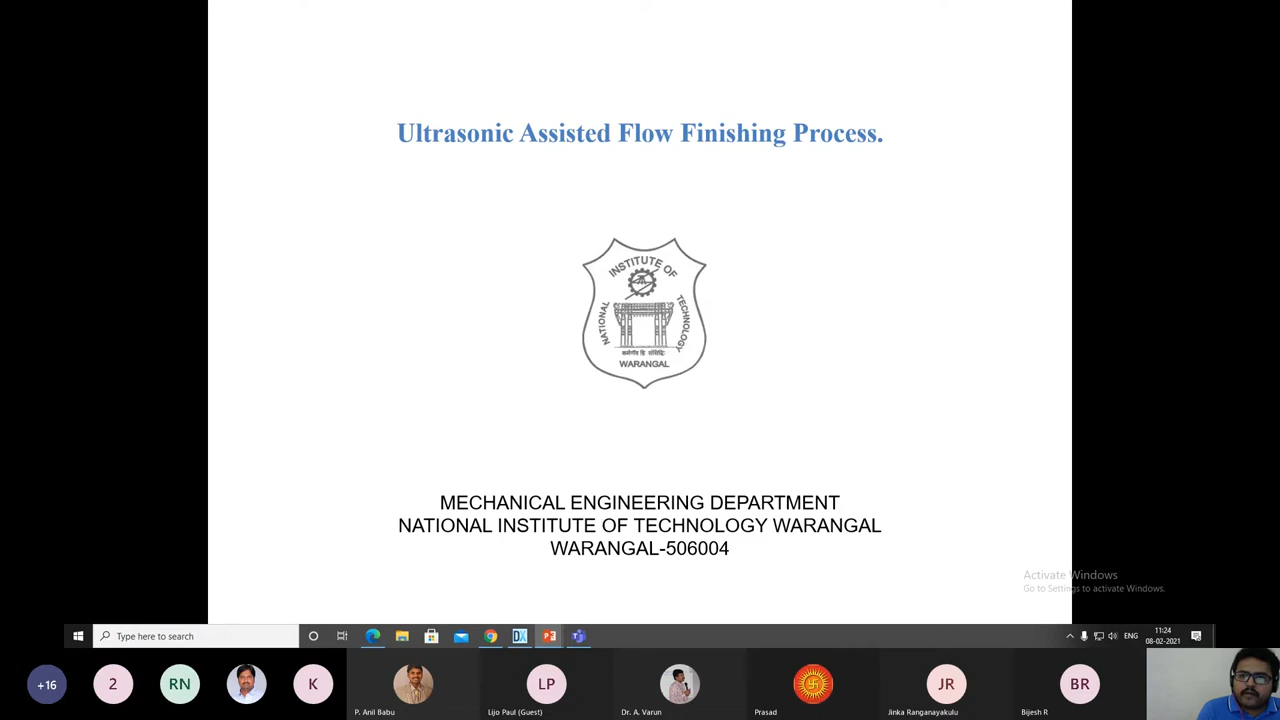 Ultrasonic Assisted Flow Finishing Process.
INSTITUTE OF
NATIONAL
TECHNOLOGY
WARANGAL
MECHANICAL ENGINEERING DEPARTMENT
NATIONAL INSTITUTE OF TECHNOLOGY WARANGAL
WARANGAL-506004
Activate Windows
Go to Settings to activate Windows.
Type here to search
DX
ENG
11:24
08-02-2021
+16
2
RN
K
P. Anil Babu
LP
Lijo Paul (Guest)
Dr. A. Varun
Prasad
JR
Jinka Ranganayakulu
BR
Bijesh R